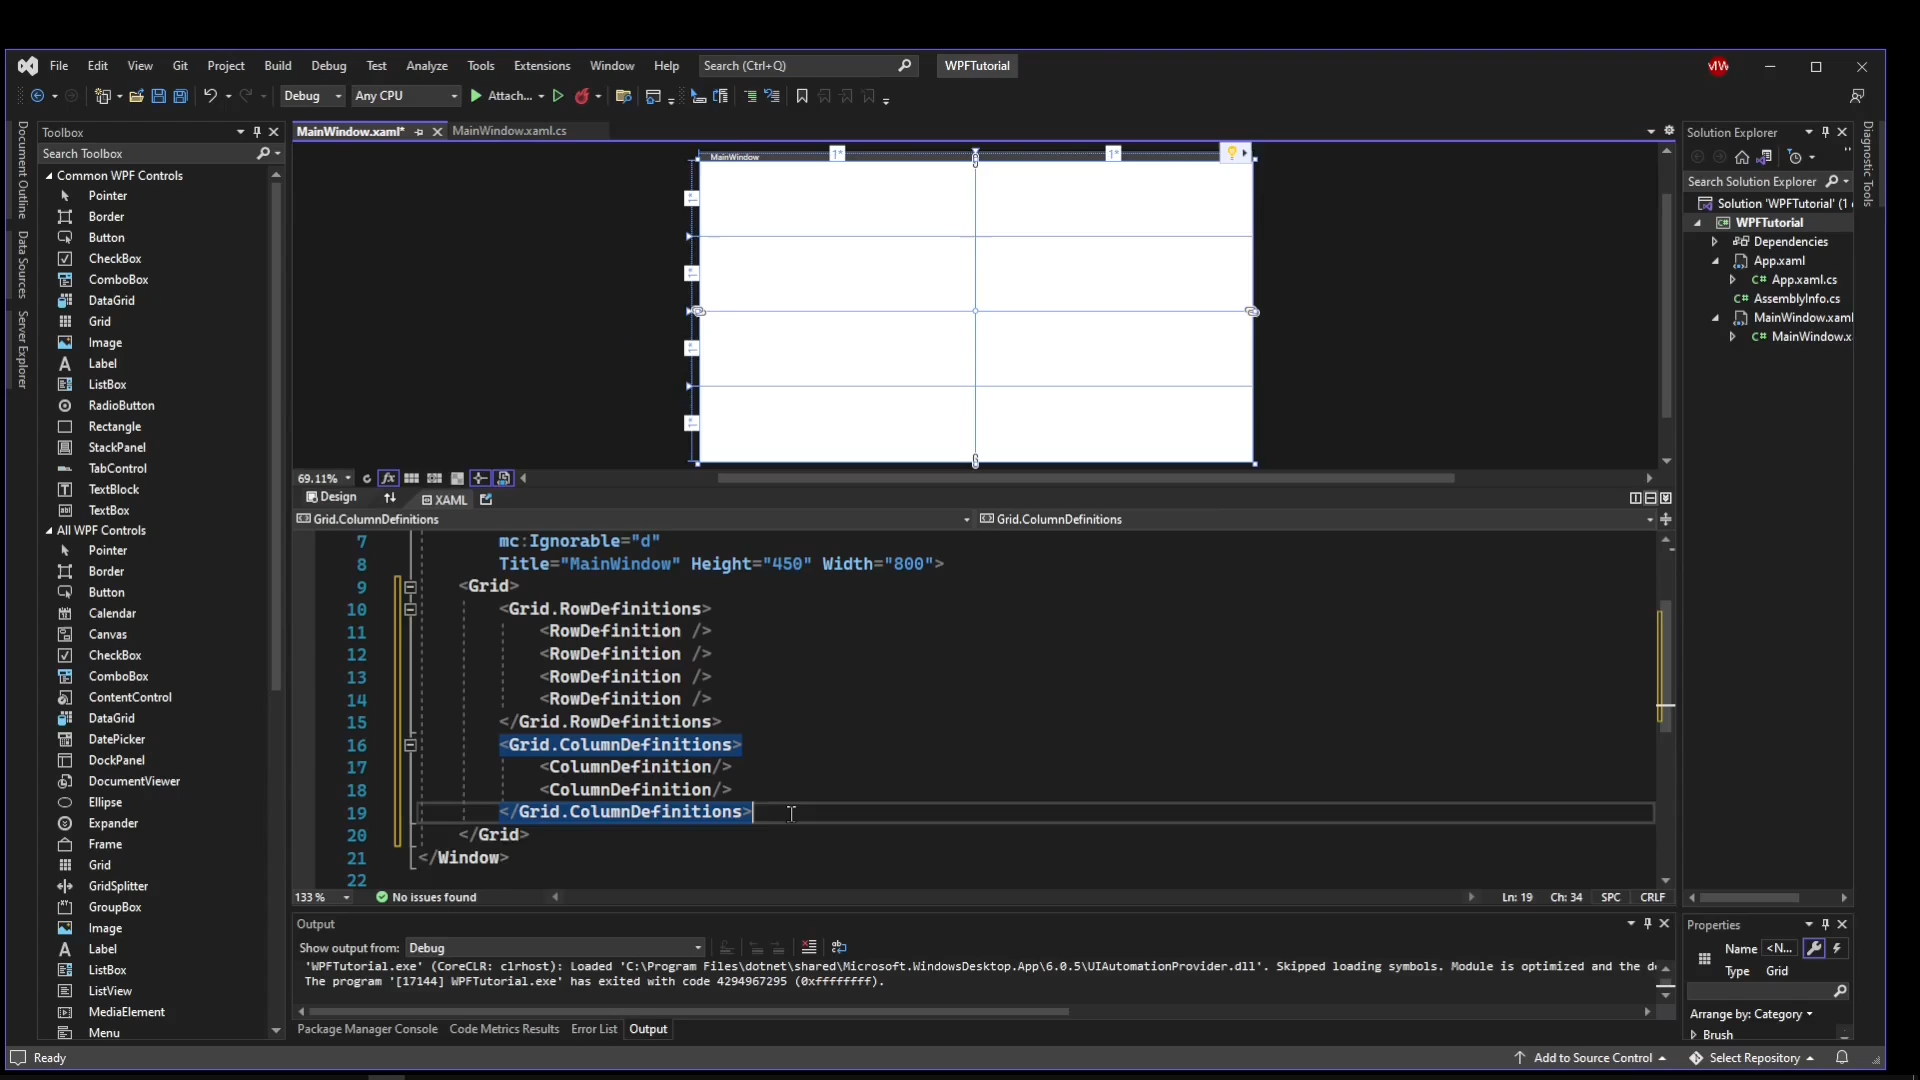 File Edit View Git Project Build Debug Test Analyze Tools Extensions Window Help Search (Ctrl+Q) WPFTutorial
Debug Any CPU Attach...
Document Outline
Data Sources
Server Explorer
Toolbox
Search Toolbox
Common WPF Controls
Pointer
Border
Button
CheckBox
ComboBox
DataGrid
Grid
Image
Label
ListBox
RadioButton
Rectangle
StackPanel
TabControl
TextBlock
TextBox
All WPF Controls
Pointer
Border
Button
Calendar
Canvas
CheckBox
ComboBox
ContentControl
DataGrid
DatePicker
DockPanel
DocumentViewer
Ellipse
Expander
Frame
Grid
GridSplitter
GroupBox
Image
Label
ListBox
ListView
MediaElement
Menu
MainWindow.xaml* MainWindow.xaml.cs
MainWindow 1* 1*
1*
1*
1*
1*
69.11%
Design XAML
Grid.ColumnDefinitions Grid.ColumnDefinitions
7 mc:Ignorable="d"
8 Title="MainWindow" Height="450" Width="800">
9 <Grid>
10 <Grid.RowDefinitions>
11 <RowDefinition />
12 <RowDefinition />
13 <RowDefinition />
14 <RowDefinition />
15 </Grid.RowDefinitions>
16 <Grid.ColumnDefinitions>
17 <ColumnDefinition/>
18 <ColumnDefinition/>
19 </Grid.ColumnDefinitions>
20 </Grid>
21 </Window>
22
133 % No issues found Ln: 19 Ch: 34 SPC CRLF
Output
Show output from: Debug
'WPFTutorial.exe' (CoreCLR: clrhost): Loaded 'C:\Program Files\dotnet\shared\Microsoft.WindowsDesktop.App\6.0.5\UIAutomationProvider.dll'. Skipped loading symbols. Module is optimized and the d
The program '[17144] WPFTutorial.exe' has exited with code 4294967295 (0xffffffff).
Package Manager Console Code Metrics Results Error List Output
Solution Explorer
Search Solution Explorer
Solution 'WPFTutorial' (1
WPFTutorial
Dependencies
App.xaml
C# App.xaml.cs
C# AssemblyInfo.cs
MainWindow.xaml
C# MainWindow.x
Diagnostic Tools
Properties
Name <N...
Type Grid
Arrange by: Category
Brush
Ready Add to Source Control Select Repository